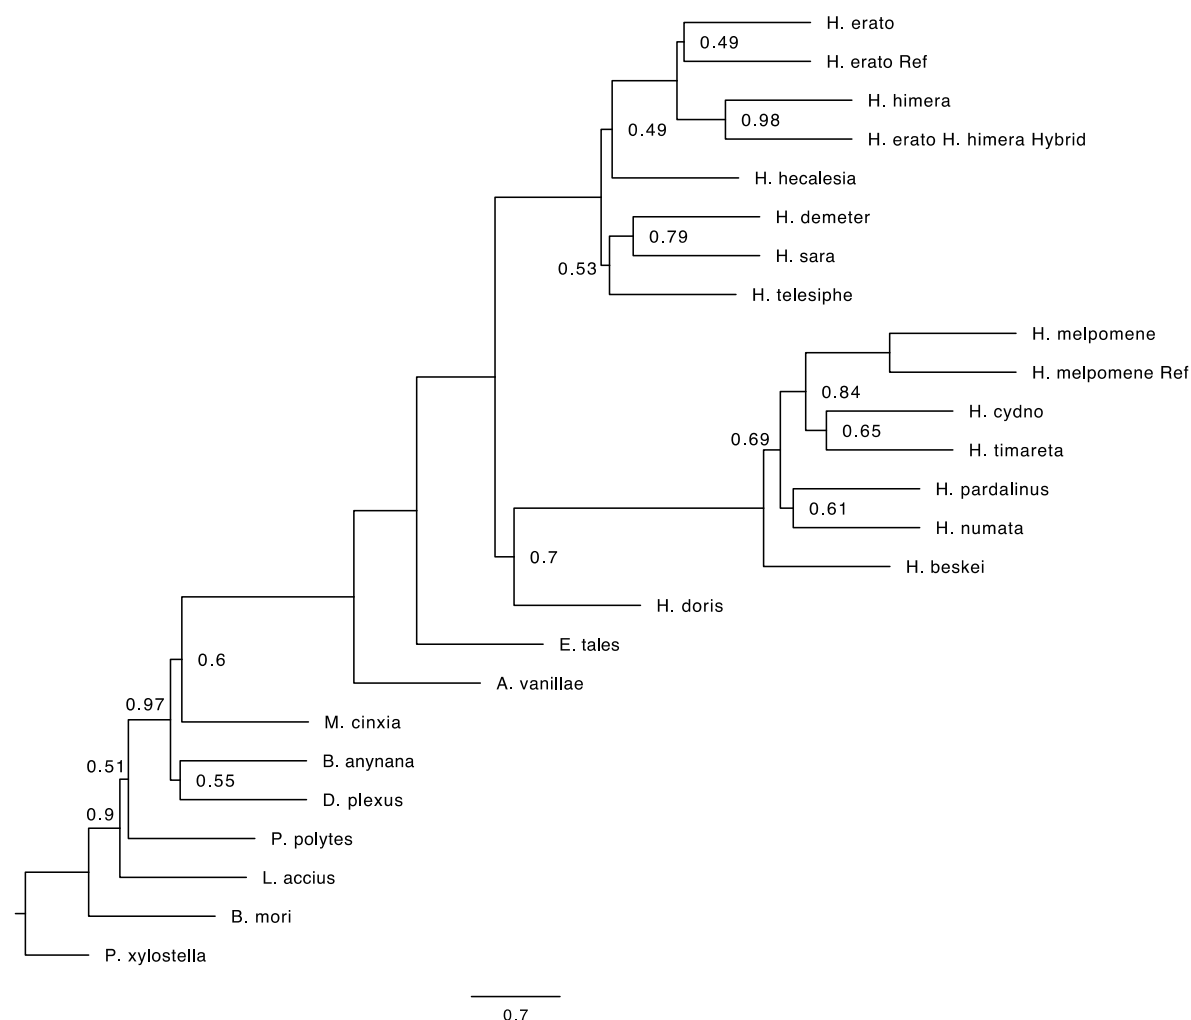 H. erato
0.49
H. erato Ref
H. himera
0.98
0.49
H. erato H. himera Hybrid
H. hecalesia
H. demeter
0.79
H. sara
0.53
H. telesiphe
H. melpomene
H. melpomene Ref
0.84
H. cydno
0.65
0.69
H. timareta
H. pardalinus
0.61
H. numata
0.7
H. beskei
H. doris
E. tales
0.6
A. vanillae
0.97
M. cinxia
B. anynana
0.51
0.55
D. plexus
0.9
P. polytes
L. accius
B. mori
P. xylostella
0.7